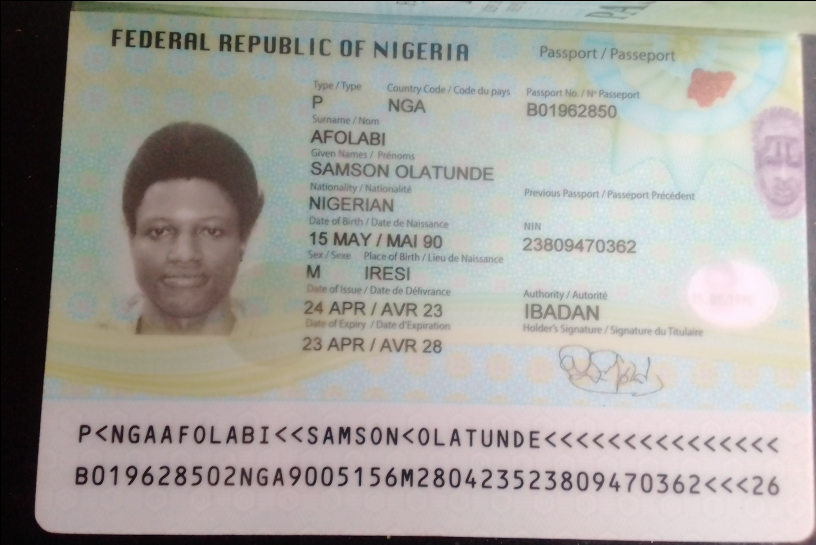 FEDERAL REPUBLIC OF NIGERIA
Passport / Passeport
Type / Type Country Code / Code du pays Passport No. / N° Passeport
P NGA B01962850
Surname / Nom
AFOLABI
Given Names / Prénoms
SAMSON OLATUNDE
Nationality / Nationalité Previous Passport / Passeport Précédent
NIGERIAN
Date of Birth / Date de Naissance NIN
15 MAY / MAI 90 23809470362
Sex / Sexe Place of Birth / Lieu de Naissance
M IRESI
Date of Issue / Date de Délivrance Authority / Autorité
24 APR / AVR 23 IBADAN
Date of Expiry / Date d'Expiration Holder's Signature / Signature du Titulaire
23 APR / AVR 28
P<NGAAFOLABI<<SAMSON<OLATUNDE<<<<<<<<<<<<<<<
B019628502NGA9005156M280423523809470362<<<26